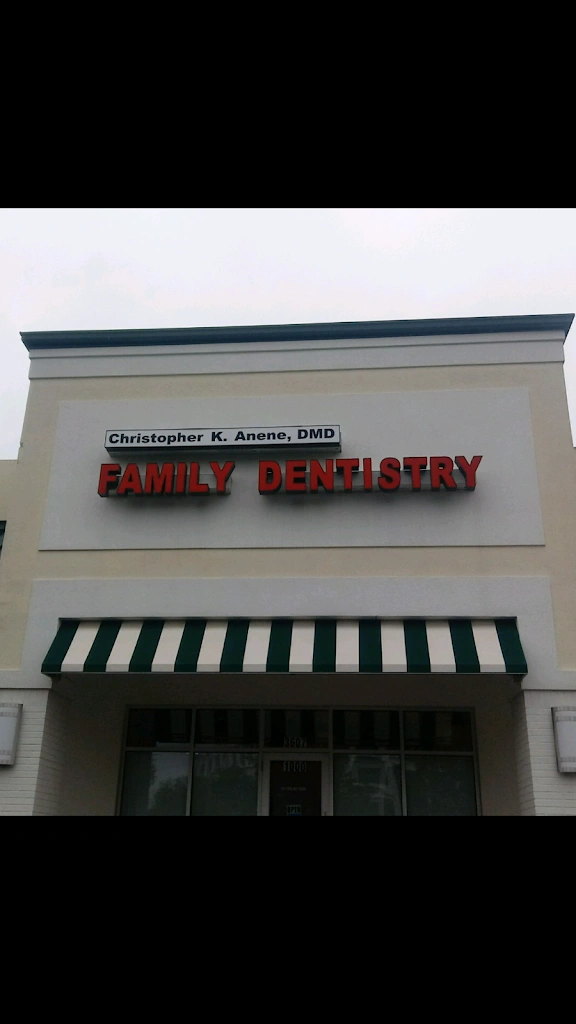 Christopher K. Anene, DMD
FAMILY DENTISTRY